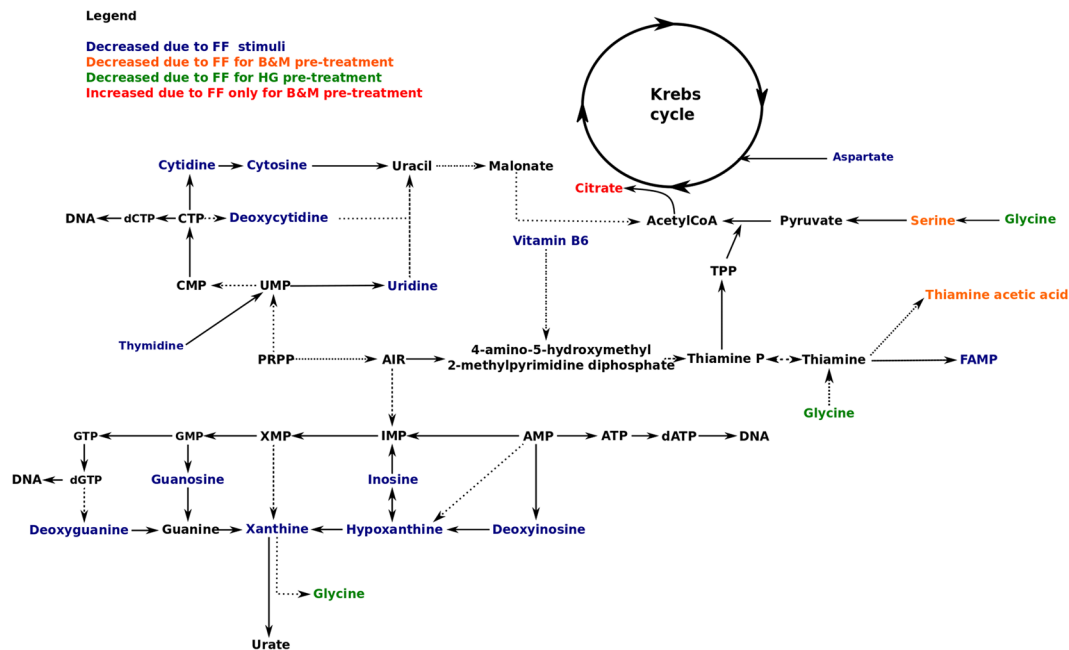 Legend
Decreased due to FF  stimuli
Decreased due to FF for B&M pre-treatment
Decreased due to FF for HG pre-treatment
Increased due to FF only for B&M pre-treatment
Krebs
cycle
Cytidine
Cytosine
Uracil
Malonate
Aspartate
Citrate
DNA
dCTP
CTP
Deoxycytidine
AcetylCoA
Pyruvate
Serine
Glycine
Vitamin B6
TPP
CMP
UMP
Uridine
Thiamine acetic acid
Thymidine
PRPP
AIR
4-amino-5-hydroxymethyl
2-methylpyrimidine diphosphate
Thiamine P
Thiamine
FAMP
Glycine
GTP
GMP
XMP
IMP
AMP
ATP
dATP
DNA
DNA
dGTP
Guanosine
Inosine
Deoxyguanine
Guanine
Xanthine
Hypoxanthine
Deoxyinosine
Glycine
Urate